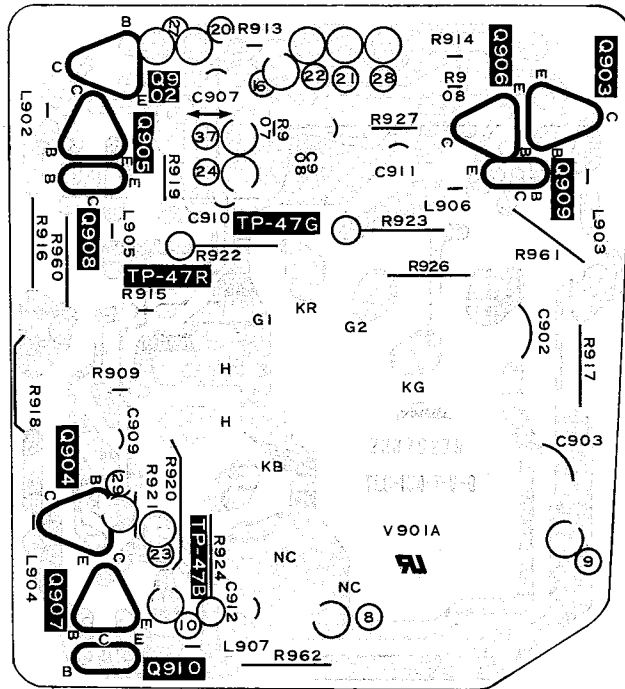 B
27
20
R913
R914
Q906
Q903
C
Q9
02
E
16
22
21
28
R9
08
E
E
L902
C
C907
Q905
37
R9
07
R927
C
C
B
E
R919
24
C9
08
C911
B
B
B
E
C
B
Q909
C
C910
L906
R916
R960
Q908
L905
TP-47G
R923
L903
R922
TP-47R
R961
R926
R915
KR
G1
G2
C902
R917
H
R909
KG
R918
C909
H
C903
Q904
B
C
29
R921
R920
KB
V901A
TP-47B
R924
E
C
23
NC
UR
9
L904
Q907
C912
NC
10
8
B
C
E
E
B
Q910
L907
R962